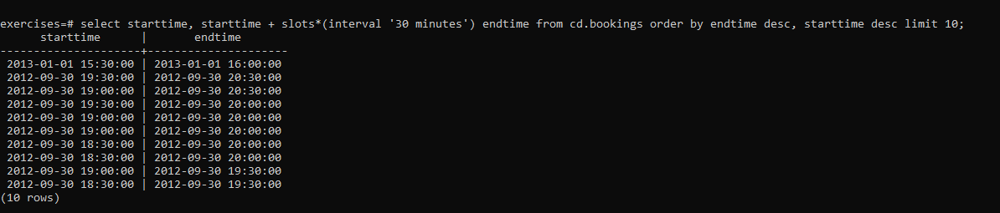 exercises=# select starttime, starttime + slots*(interval '30 minutes') endtime from cd.bookings order by endtime desc, starttime desc limit 10;
      starttime      |       endtime
---------------------+---------------------
 2013-01-01 15:30:00 | 2013-01-01 16:00:00
 2012-09-30 19:30:00 | 2012-09-30 20:30:00
 2012-09-30 19:00:00 | 2012-09-30 20:30:00
 2012-09-30 19:30:00 | 2012-09-30 20:00:00
 2012-09-30 19:00:00 | 2012-09-30 20:00:00
 2012-09-30 19:00:00 | 2012-09-30 20:00:00
 2012-09-30 18:30:00 | 2012-09-30 20:00:00
 2012-09-30 18:30:00 | 2012-09-30 20:00:00
 2012-09-30 19:00:00 | 2012-09-30 19:30:00
 2012-09-30 18:30:00 | 2012-09-30 19:30:00
(10 rows)